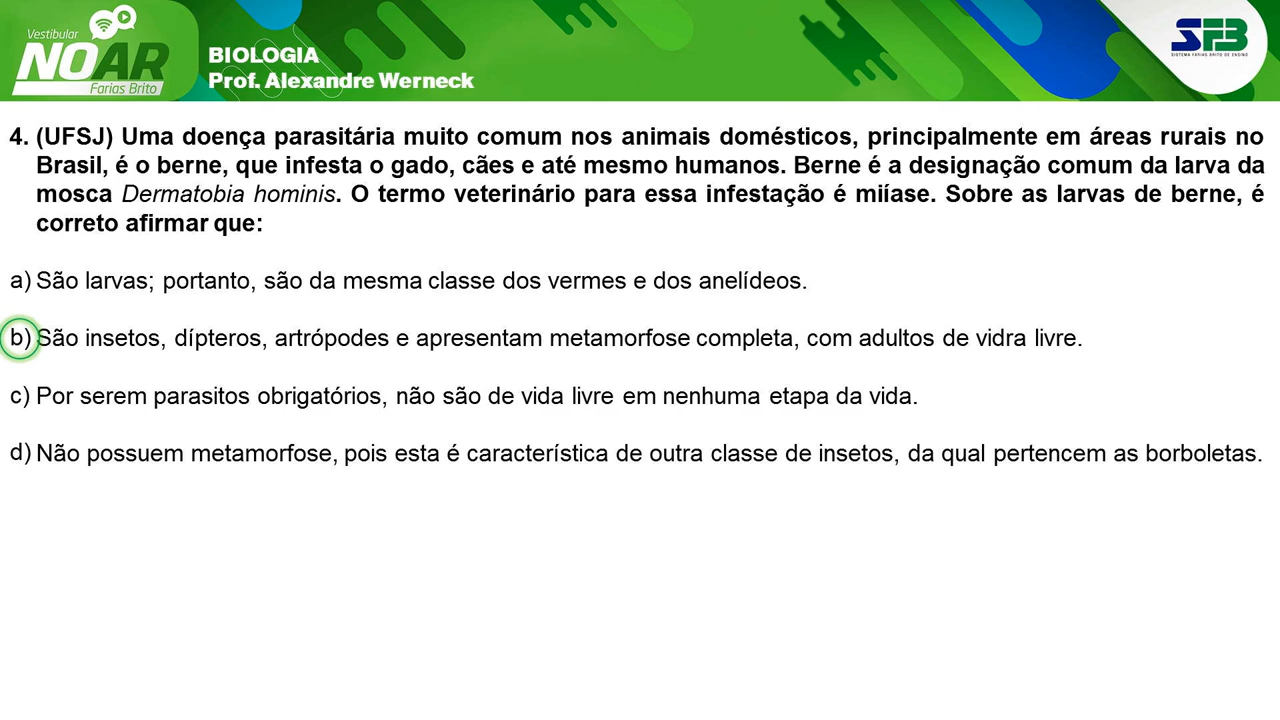 Vestibular
NOAR
Farias Brito
BIOLOGIA
Prof. Alexandre Werneck
SFB
SISTEMA FARIAS BRITO DE ENSINO
4. (UFSJ) Uma doença parasitária muito comum nos animais domésticos, principalmente em áreas rurais no
Brasil, é o berne, que infesta o gado, cães e até mesmo humanos. Berne é a designação comum da larva da
mosca Dermatobia hominis. O termo veterinário para essa infestação é miíase. Sobre as larvas de berne, é
correto afirmar que:
a) São larvas; portanto, são da mesma classe dos vermes e dos anelídeos.
b) São insetos, dípteros, artrópodes e apresentam metamorfose completa, com adultos de vidra livre.
c) Por serem parasitos obrigatórios, não são de vida livre em nenhuma etapa da vida.
d) Não possuem metamorfose, pois esta é característica de outra classe de insetos, da qual pertencem as borboletas.